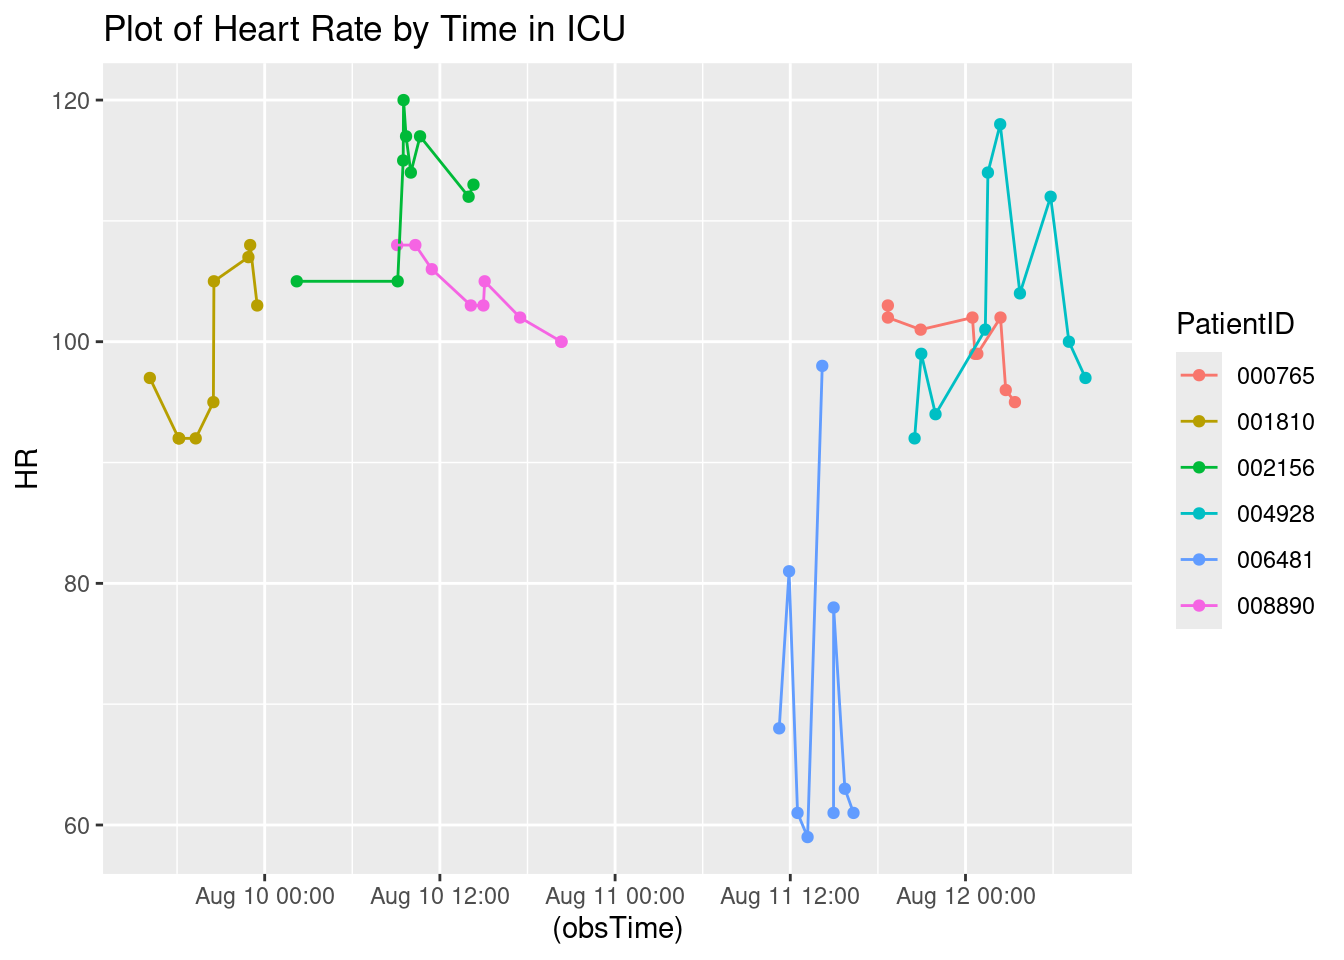 Plot of Heart Rate by Time in ICU
120
100
80
60
HR
Aug 10 00:00
Aug 10 12:00
Aug 11 00:00
Aug 11 12:00
Aug 12 00:00
(obsTime)
PatientID
000765
001810
002156
004928
006481
008890